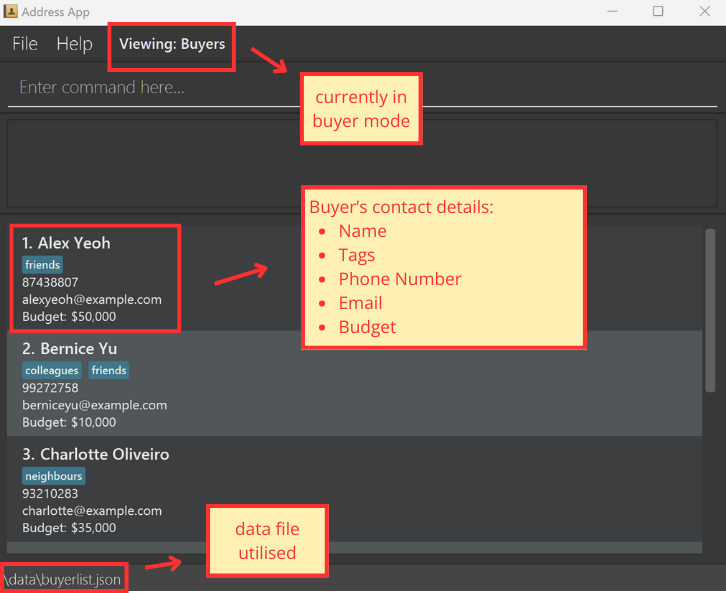 Address App
File Help Viewing: Buyers
Enter command here...
currently in
buyer mode
Buyer's contact details:
• Name
• Tags
• Phone Number
• Email
• Budget
1. Alex Yeoh
friends
87438807
alexyeoh@example.com
Budget: $50,000
2. Bernice Yu
colleagues friends
99272758
berniceyu@example.com
Budget: $10,000
3. Charlotte Oliveiro
neighbours
93210283
charlotte@example.com
Budget: $35,000
data file
utilised
\data\buyerlist.json